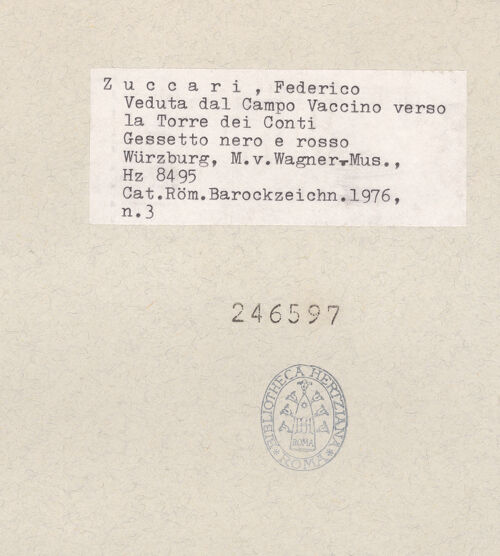 Z u c c a r i , Federico
Veduta dal Campo Vaccino verso
la Torre dei Conti
Gessetto nero e rosso
Würzburg, M.v.Wagner-Mus.,
Hz 8495
Cat.Röm.Barockzeichn.1976,
n.3
246597
*BIBLIOTHECA HERTZIANA*
ROMA
ROMA